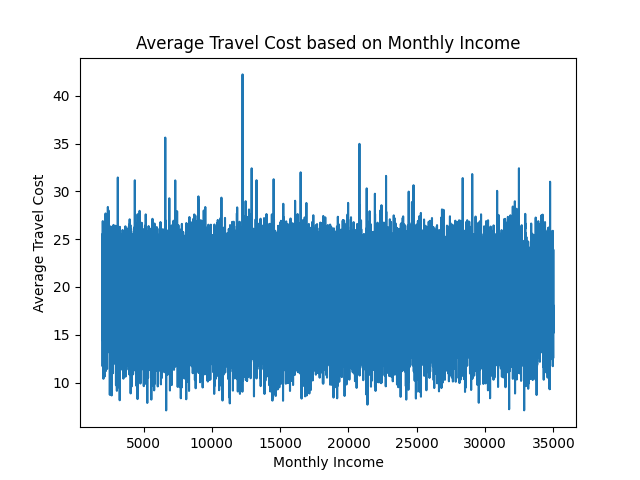 Average Travel Cost based on Monthly Income
40
35
30
25
20
15
10
Average Travel Cost
5000 10000 15000 20000 25000 30000 35000
Monthly Income